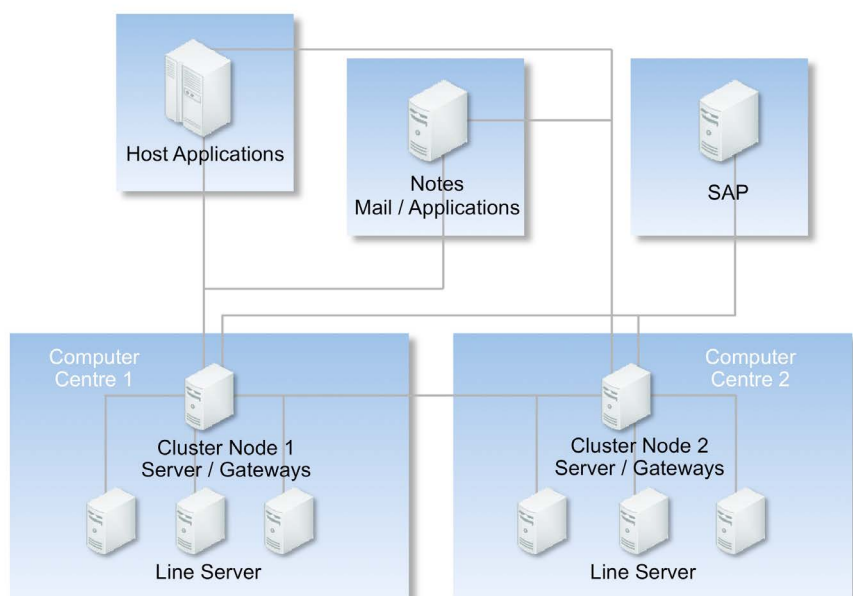 Host Applications
Notes
Mail / Applications
SAP
Computer
Centre 1
Cluster Node 1
Server / Gateways
Line Server
Computer
Centre 2
Cluster Node 2
Server / Gateways
Line Server